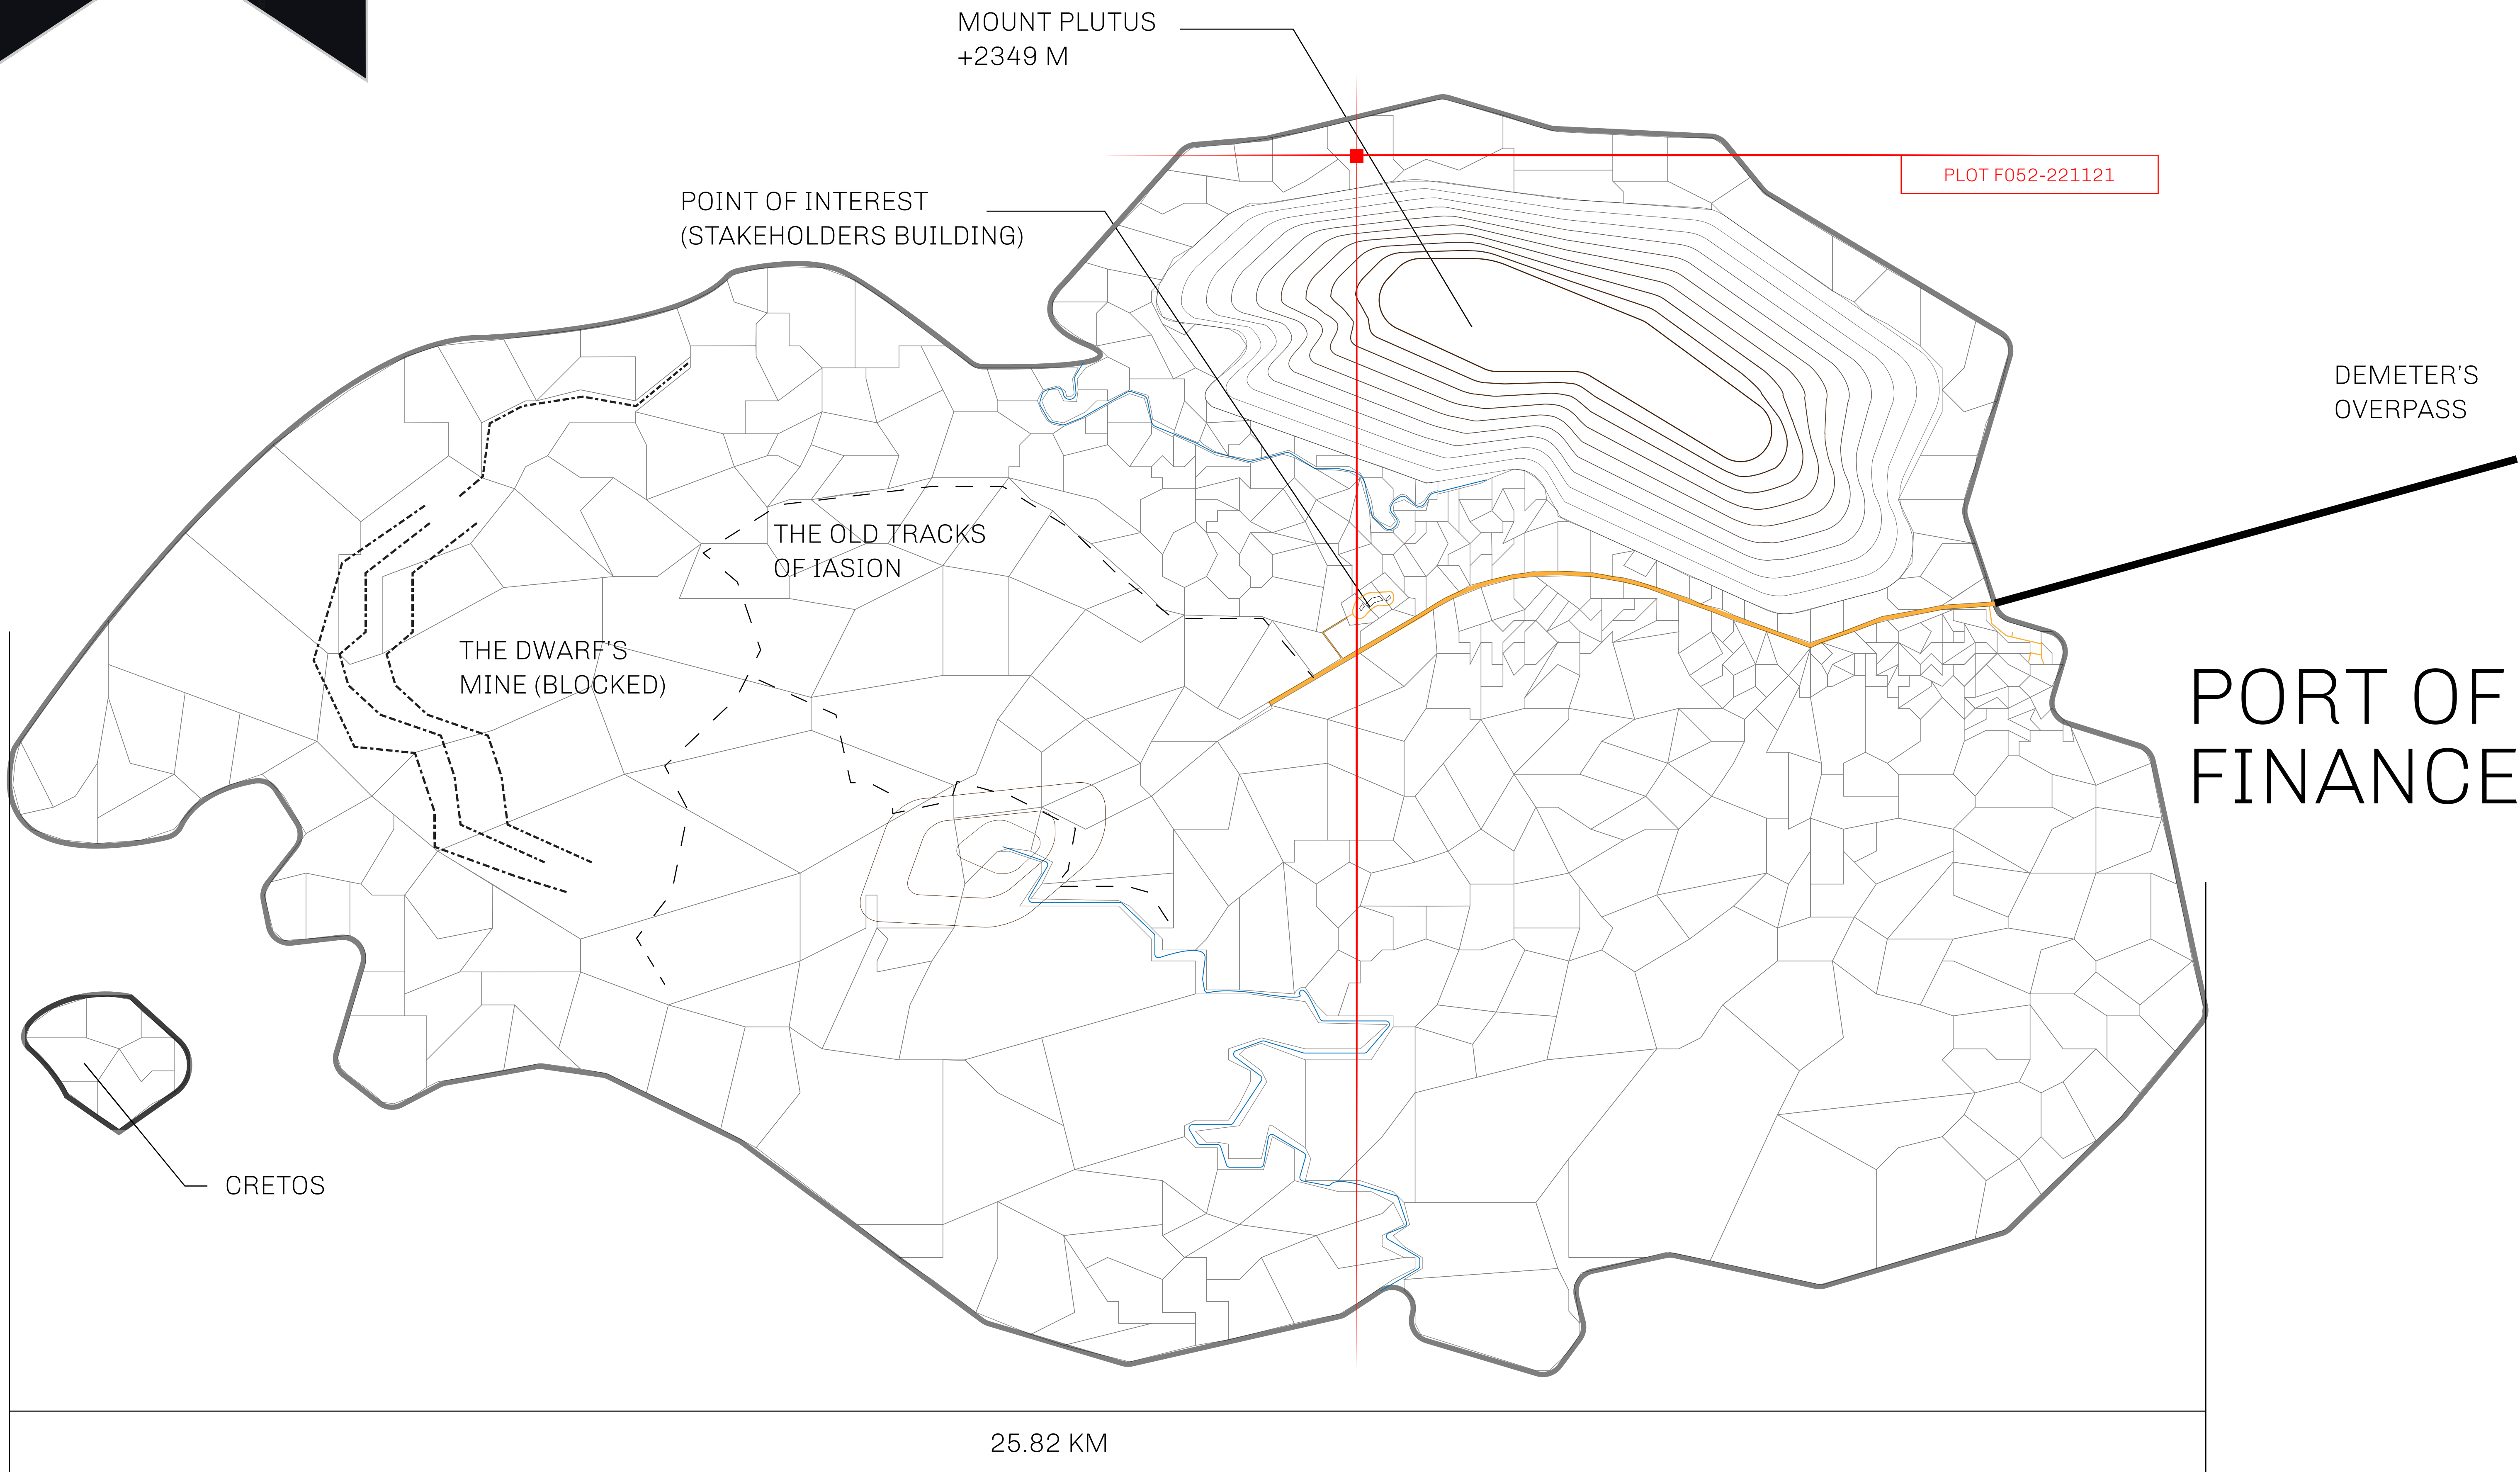 MOUNT PLUTUS
+2349 M
PLOT F052-221121
POINT OF INTEREST
(STAKEHOLDERS BUILDING)
DEMETER'S
OVERPASS
THE OLD TRACKS
OF IASION
THE DWARF'S
MINE (BLOCKED)
PORT OF
FINANCE
CRETOS
25.82 KM